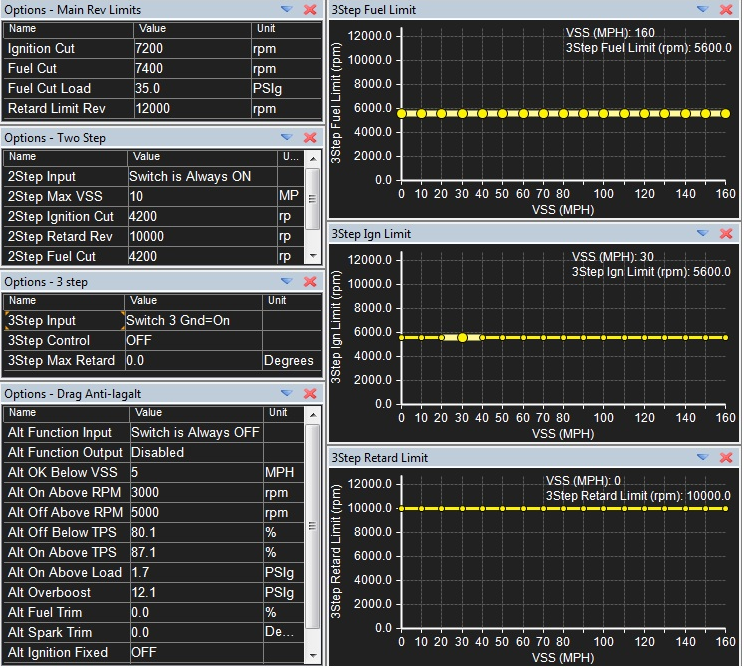 Options - Main Rev Limits
Name Value Unit
Ignition Cut 7200 rpm
Fuel Cut 7400 rpm
Fuel Cut Load 35.0 PSIg
Retard Limit Rev 12000 rpm
Options - Two Step
Name Value U...
2Step Input Switch is Always ON
2Step Max VSS 10 MP
2Step Ignition Cut 4200 rp
2Step Retard Rev 10000 rp
2Step Fuel Cut 4200 rp
Options - 3 step
Name Value Unit
3Step Input Switch 3 Gnd=On
3Step Control OFF
3Step Max Retard 0.0 Degrees
Options - Drag Anti-lagalt
Name Value Unit
Alt Function Input Switch is Always OFF
Alt Function Output Disabled
Alt OK Below VSS 5 MPH
Alt On Above RPM 3000 rpm
Alt Off Above RPM 5000 rpm
Alt Off Below TPS 80.1 %
Alt On Above TPS 87.1 %
Alt On Above Load 1.7 PSIg
Alt Overboost 12.1 PSIg
Alt Fuel Trim 0.0 %
Alt Spark Trim 0.0 De...
Alt Ignition Fixed OFF
3Step Fuel Limit
VSS (MPH): 160
3Step Fuel Limit (rpm): 5600.0
3Step Fuel Limit (rpm)
12000.0
10000.0
8000.0
6000.0
4000.0
2000.0
0.0
0 10 20 30 40 50 60 70 80 100 120 140 160
VSS (MPH)
3Step Ign Limit
VSS (MPH): 30
3Step Ign Limit (rpm): 5600.0
3Step Ign Limit (rpm)
12000.0
10000.0
8000.0
6000.0
4000.0
2000.0
0.0
0 10 20 30 40 50 60 70 80 100 120 140 160
VSS (MPH)
3Step Retard Limit
VSS (MPH): 0
3Step Retard Limit (rpm): 10000.0
3Step Retard Limit (rpm)
12000.0
10000.0
8000.0
6000.0
4000.0
2000.0
0.0
0 10 20 30 40 50 60 70 80 100 120 140 160
VSS (MPH)